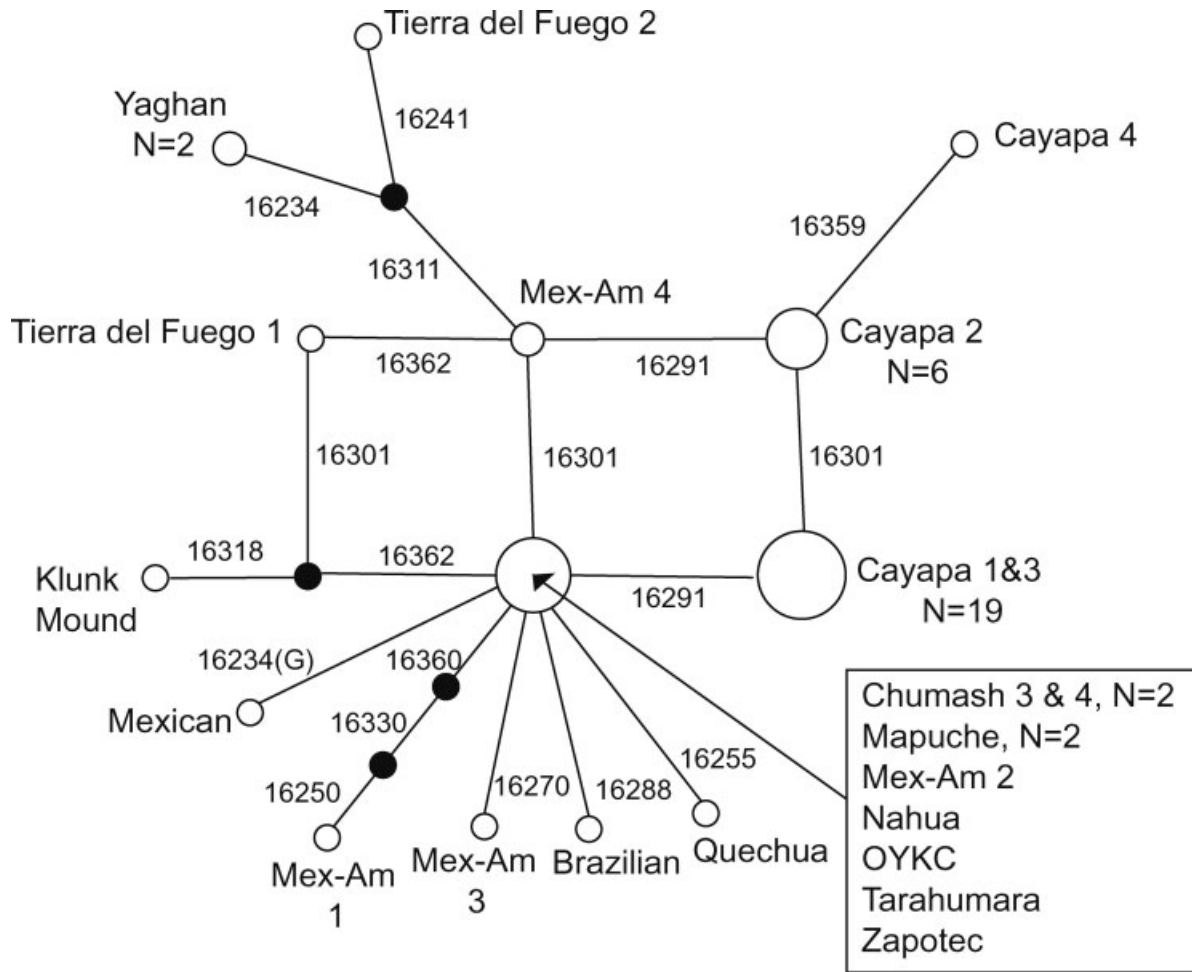 Tierra del Fuego 2
Yaghan
N=2
16241
Cayapa 4
16234
16359
16311
Mex-Am 4
Tierra del Fuego 1
16362
16291
Cayapa 2
N=6
16301
16301
16301
16318
16362
Klunk
Mound
16291
Cayapa 1&3
N=19
16234(G)
16360
Mexican
16330
16250
16270
16288
16255
Mex-Am
1
Mex-Am
3
Brazilian
Quechua
Chumash 3 & 4, N=2
Mapuche, N=2
Mex-Am 2
Nahua
OYKC
Tarahumara
Zapotec